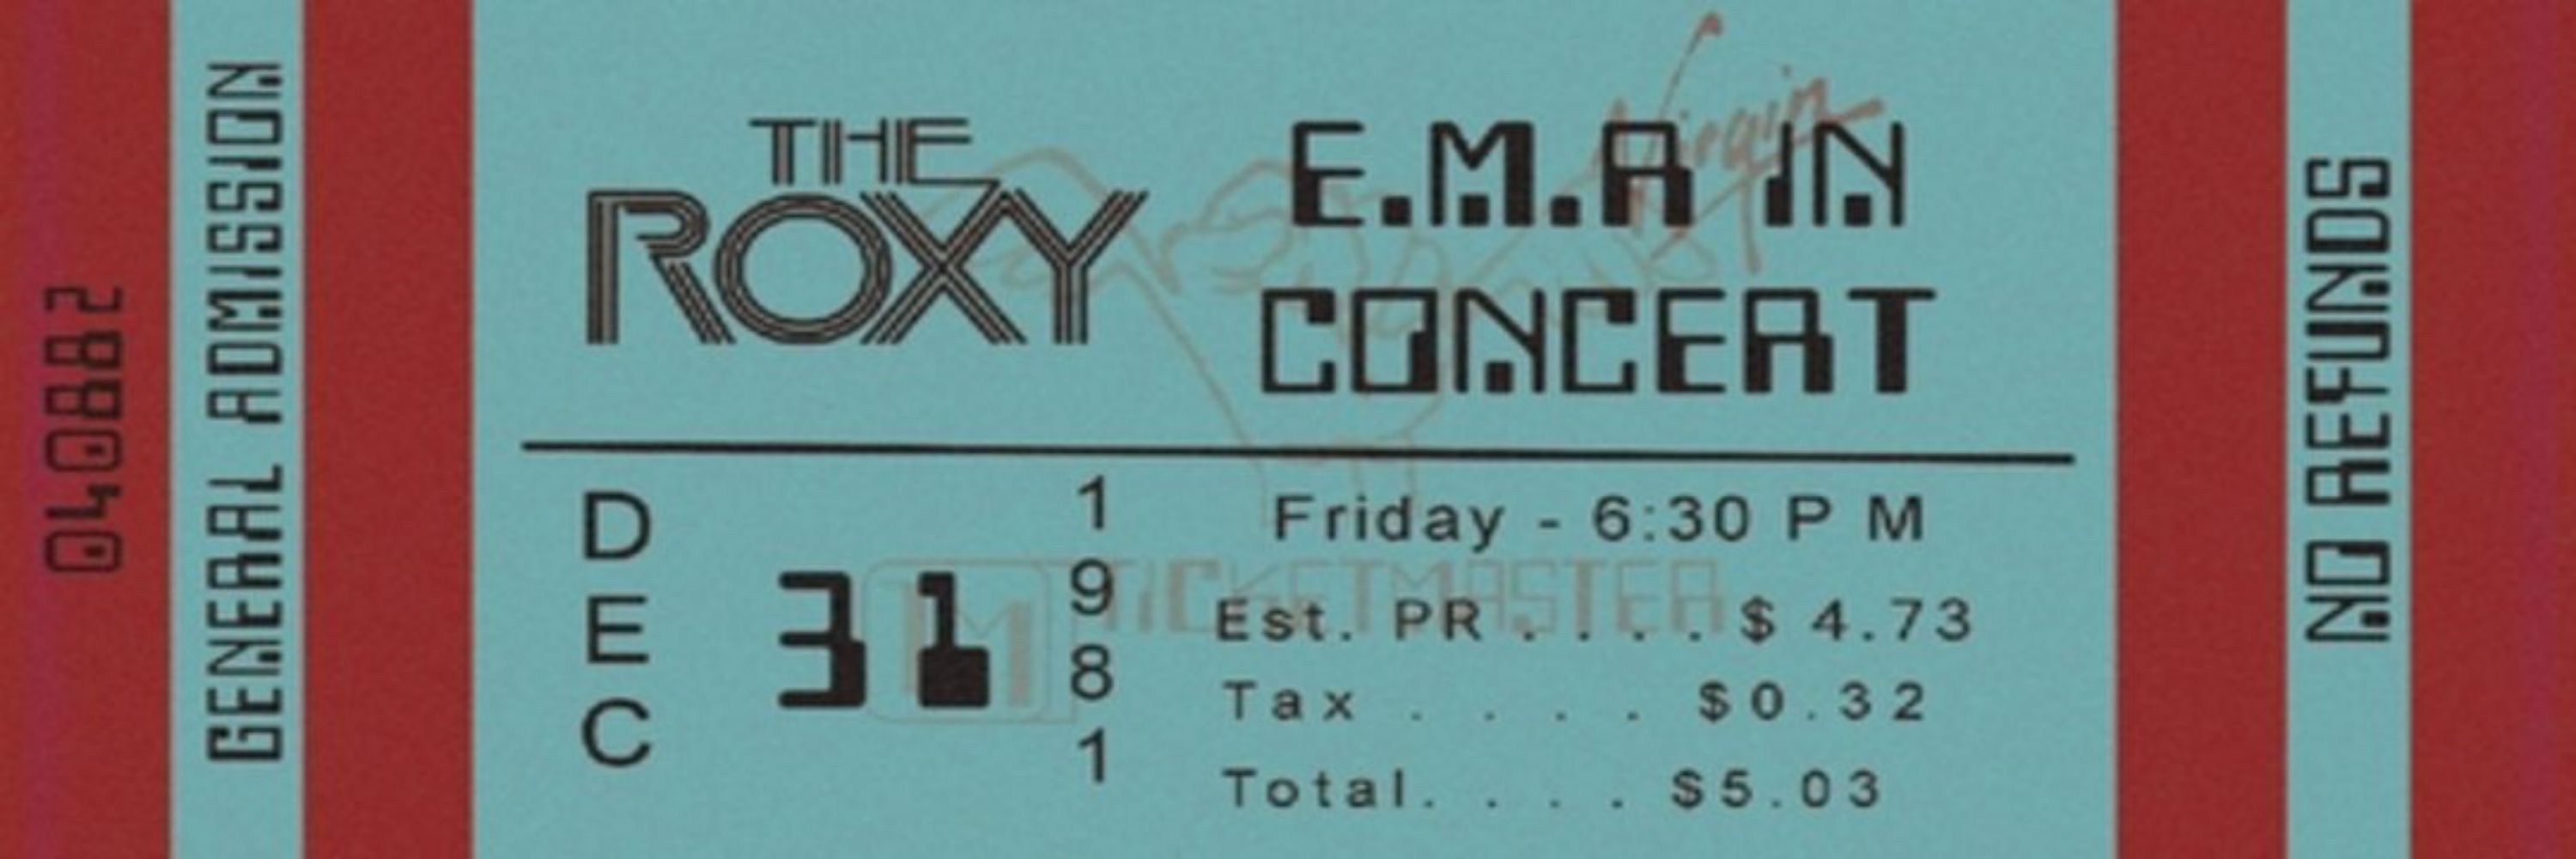 040882
GENERAL ADMISSION
THE
ROXY
E.M.A IN
CONCERT
Virgin
DEC
31
1981
Friday - 6:30 P M
TICKETMASTER
Est. PR . . . . $ 4.73
Tax . . . . $0.32
Total. . . . $5.03
NO REFUNDS